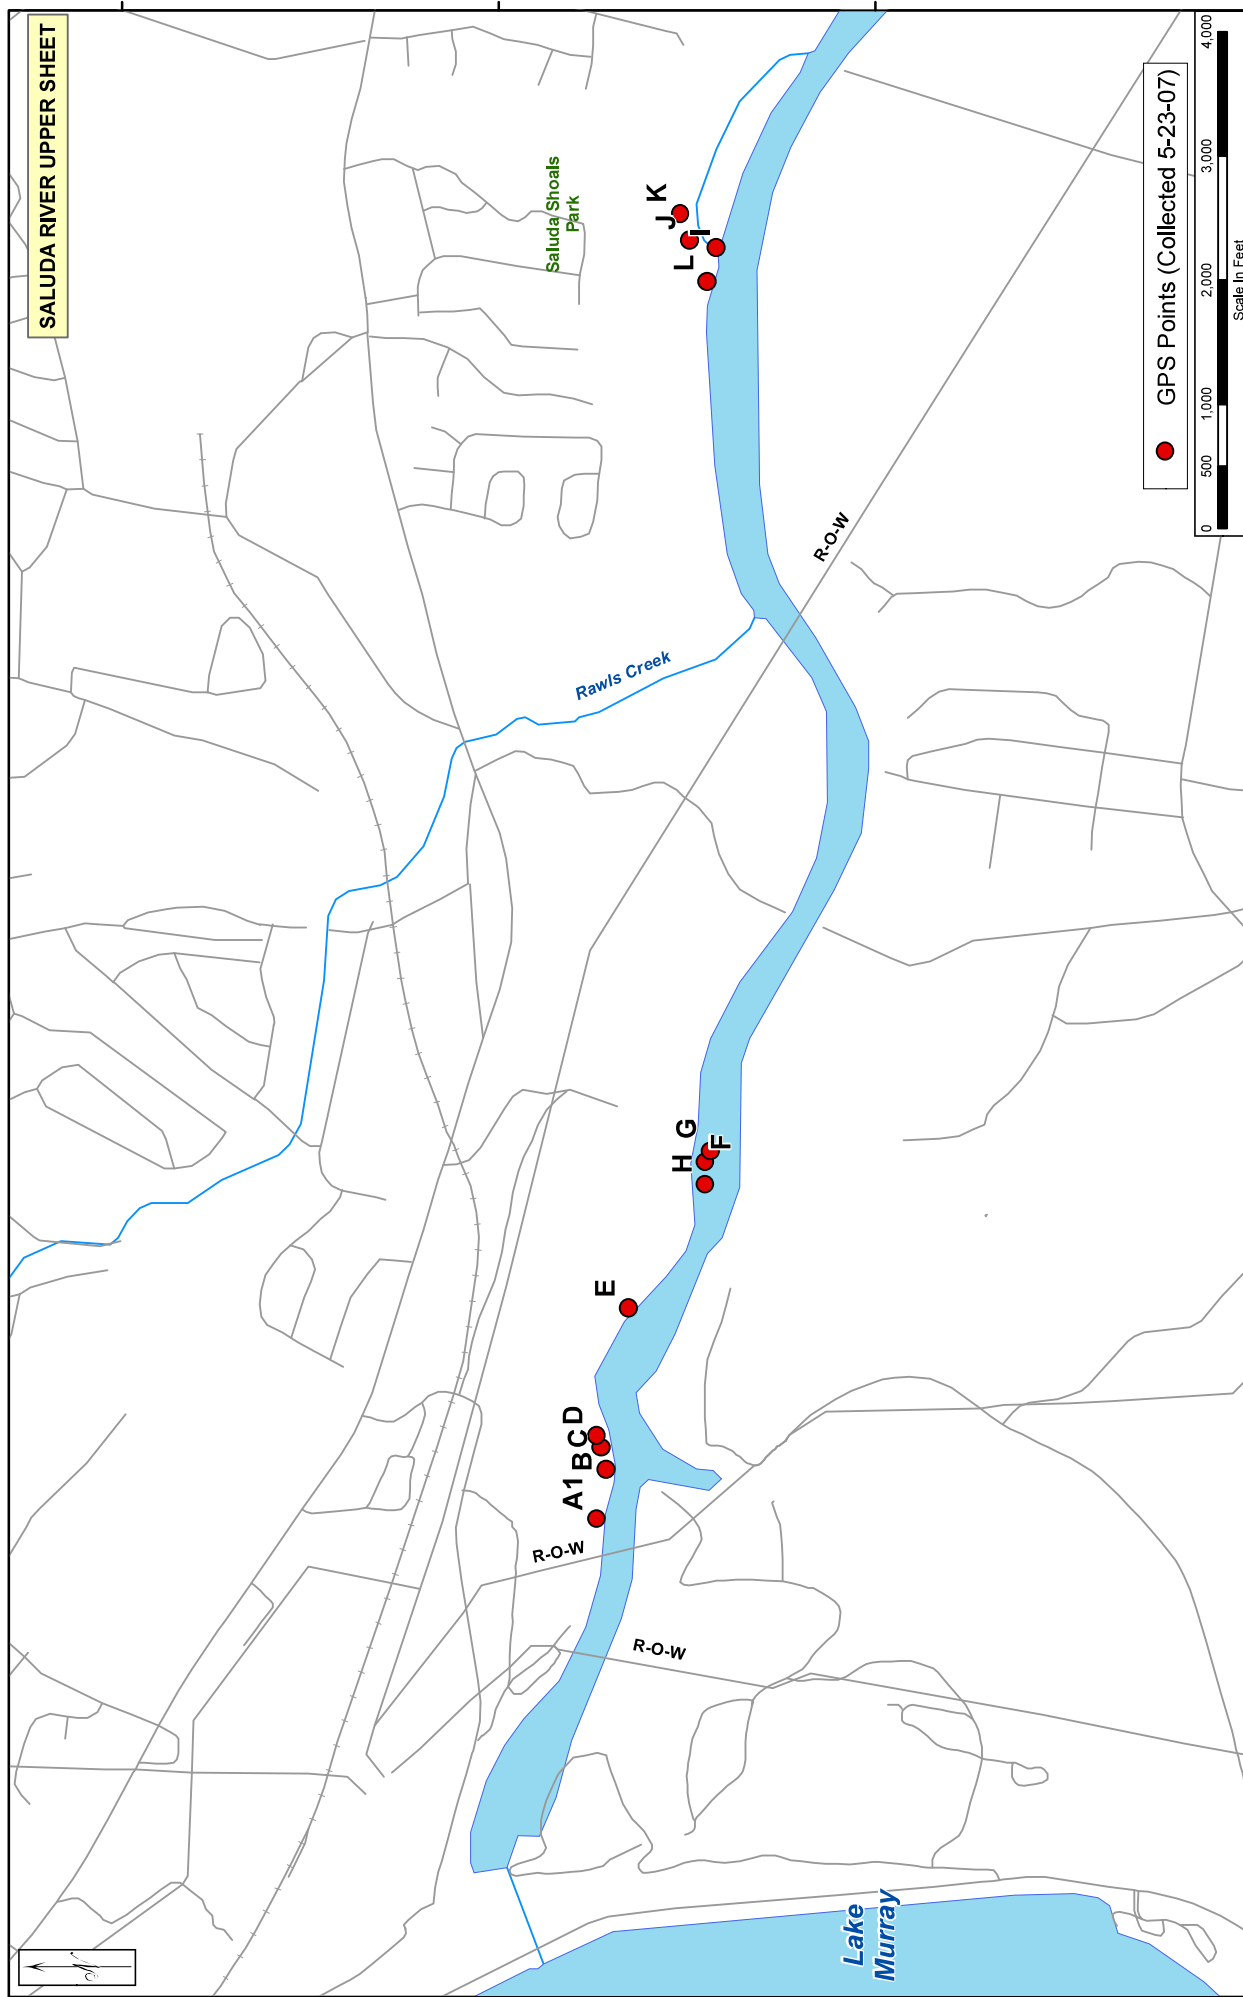 SALUDA RIVER UPPER SHEET
Saluda Shoals
Park
K
J
I
L
R-O-W
Rawls Creek
G
F
H
E
D
C
B
A1
R-O-W
R-O-W
Lake
Murray
GPS Points (Collected 5-23-07)
0 500 1,000 2,000 3,000 4,000
Scale In Feet